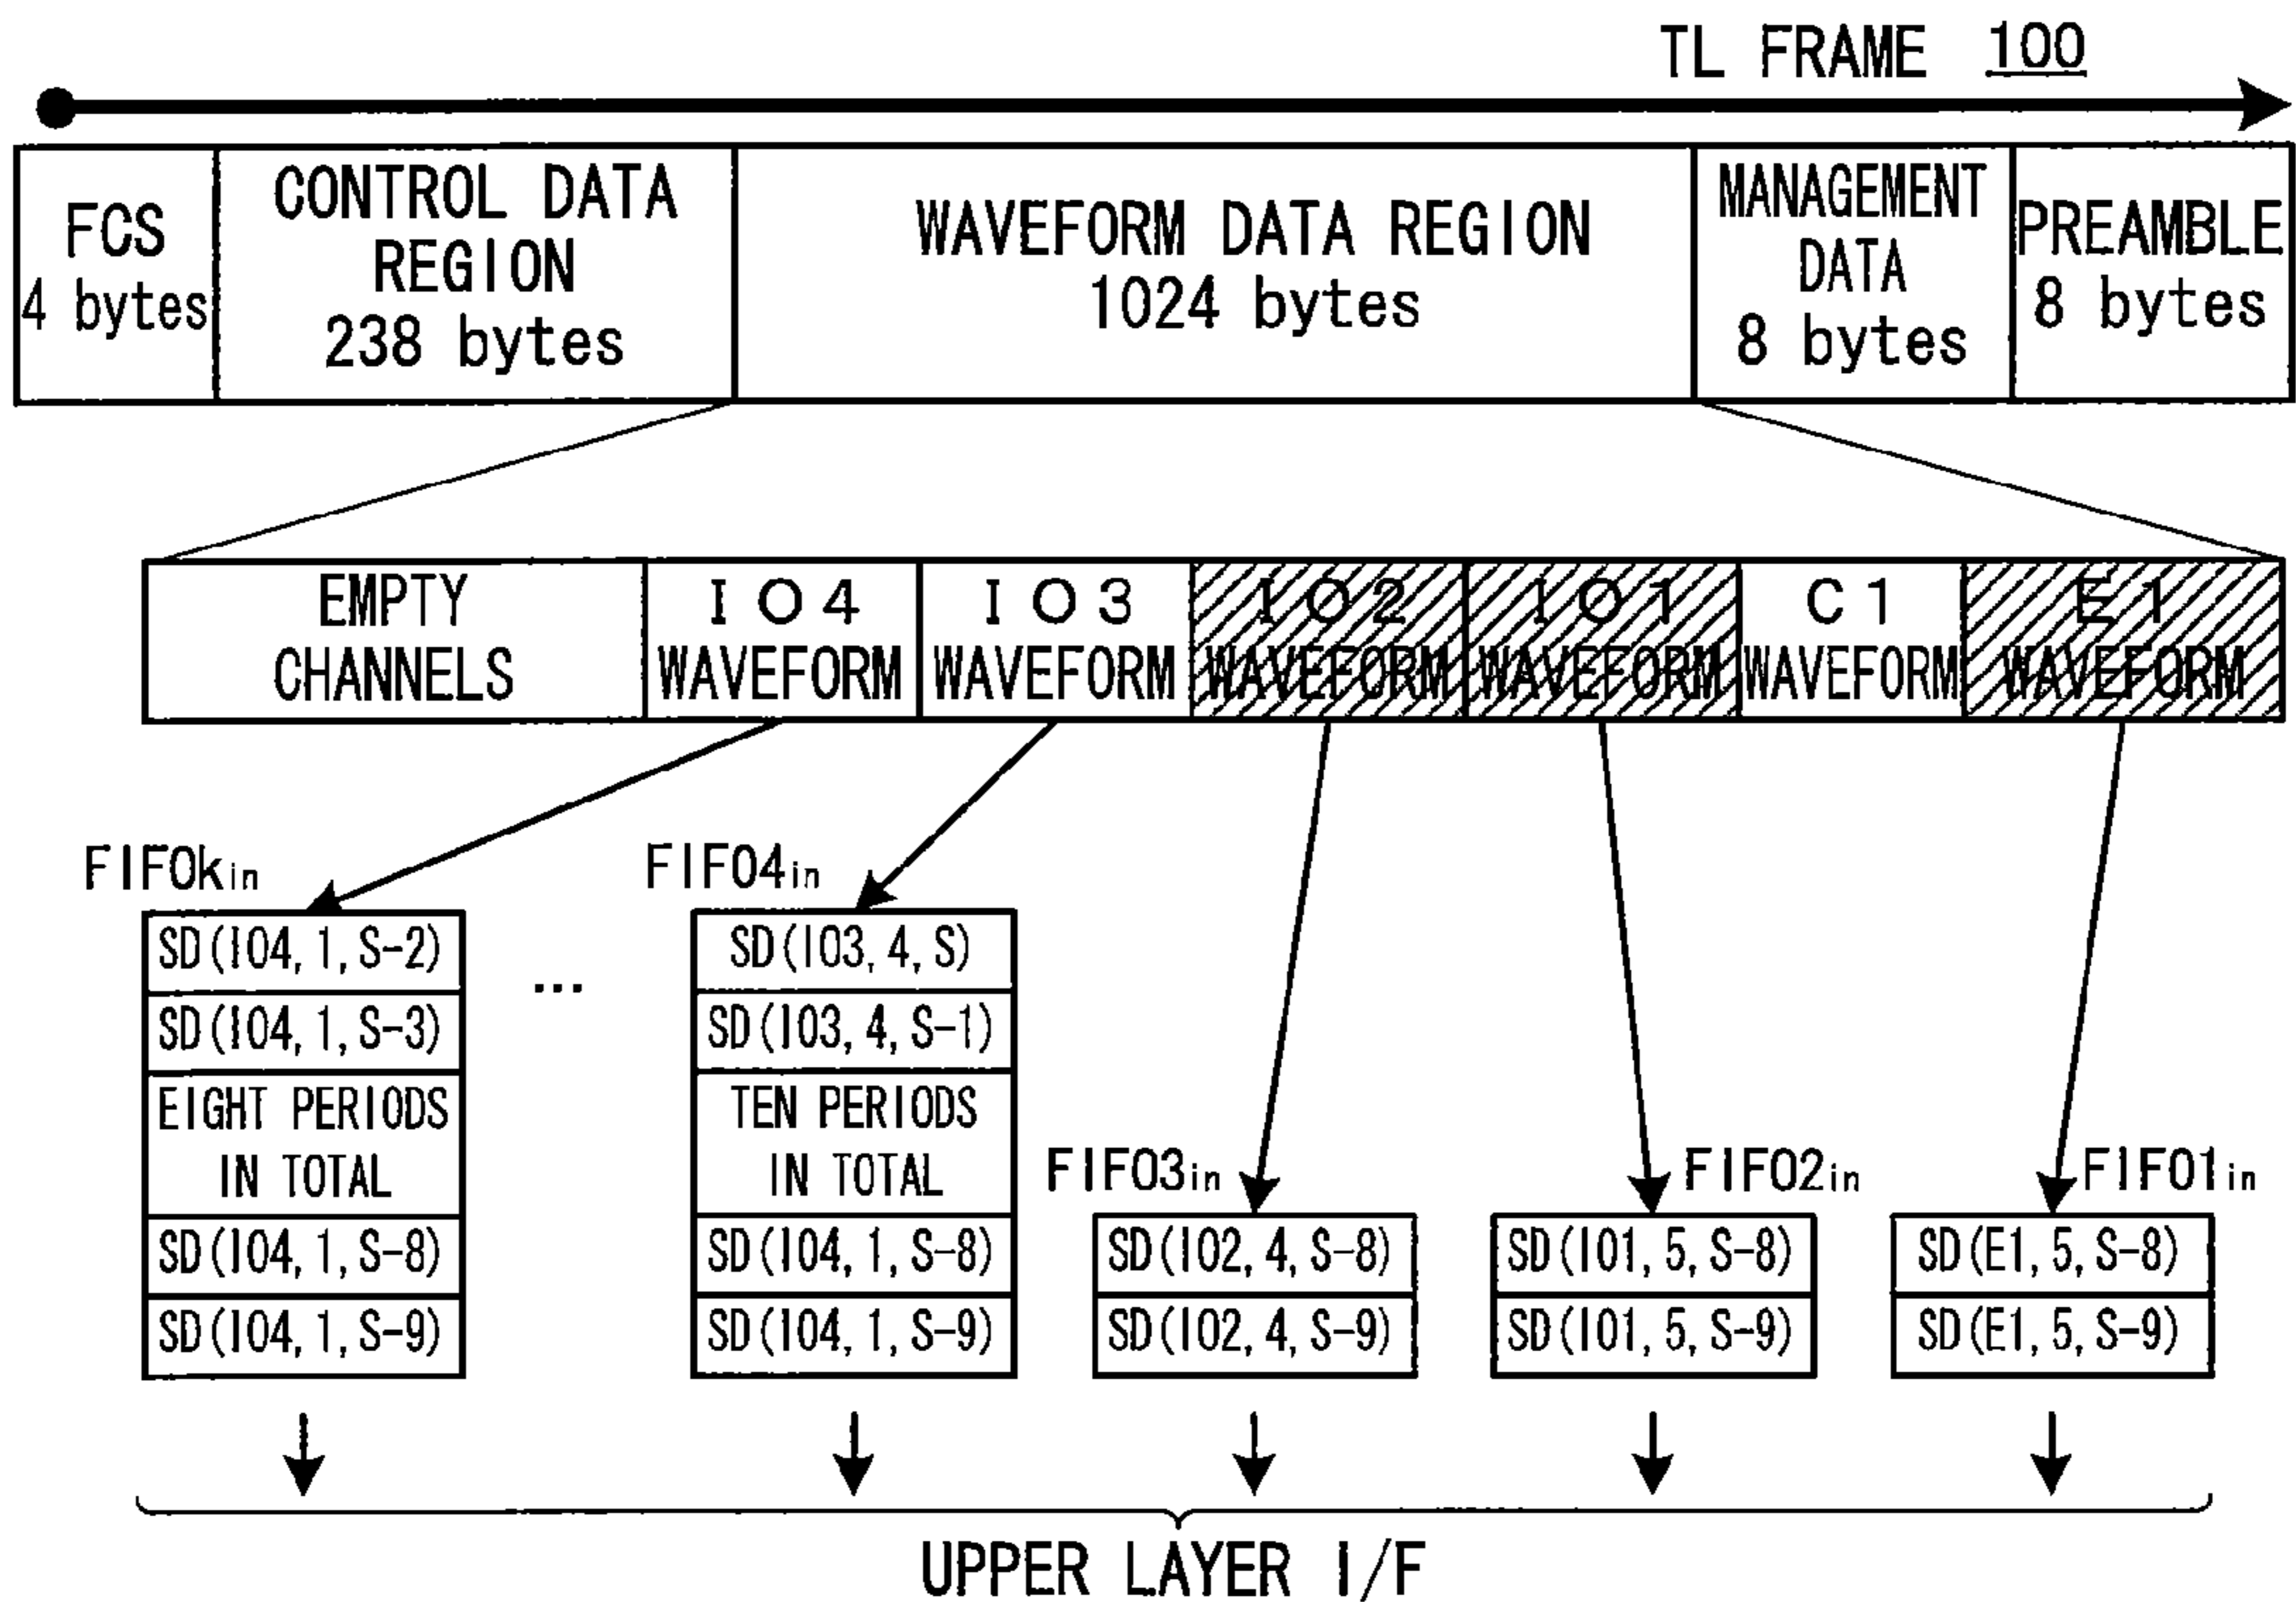 TL FRAME 100
FCS
4 bytes
CONTROL DATA
REGION
238 bytes
WAVEFORM DATA REGION
1024 bytes
MANAGEMENT
DATA
8 bytes
PREAMBLE
8 bytes
EMPTY
CHANNELS
IO4
WAVEFORM
IO3
WAVEFORM
IO2
WAVEFORM
IO1
WAVEFORM
C1
WAVEFORM
E1
WAVEFORM
FIFOkin
SD(IO4, 1, S-2)
SD(IO4, 1, S-3)
EIGHT PERIODS
IN TOTAL
SD(IO4, 1, S-8)
SD(IO4, 1, S-9)
...
FIFO4in
SD(IO3, 4, S)
SD(IO3, 4, S-1)
TEN PERIODS
IN TOTAL
SD(IO4, 1, S-8)
SD(IO4, 1, S-9)
FIFO3in
SD(IO2, 4, S-8)
SD(IO2, 4, S-9)
FIFO2in
SD(IO1, 5, S-8)
SD(IO1, 5, S-9)
FIFO1in
SD(E1, 5, S-8)
SD(E1, 5, S-9)
UPPER LAYER I/F